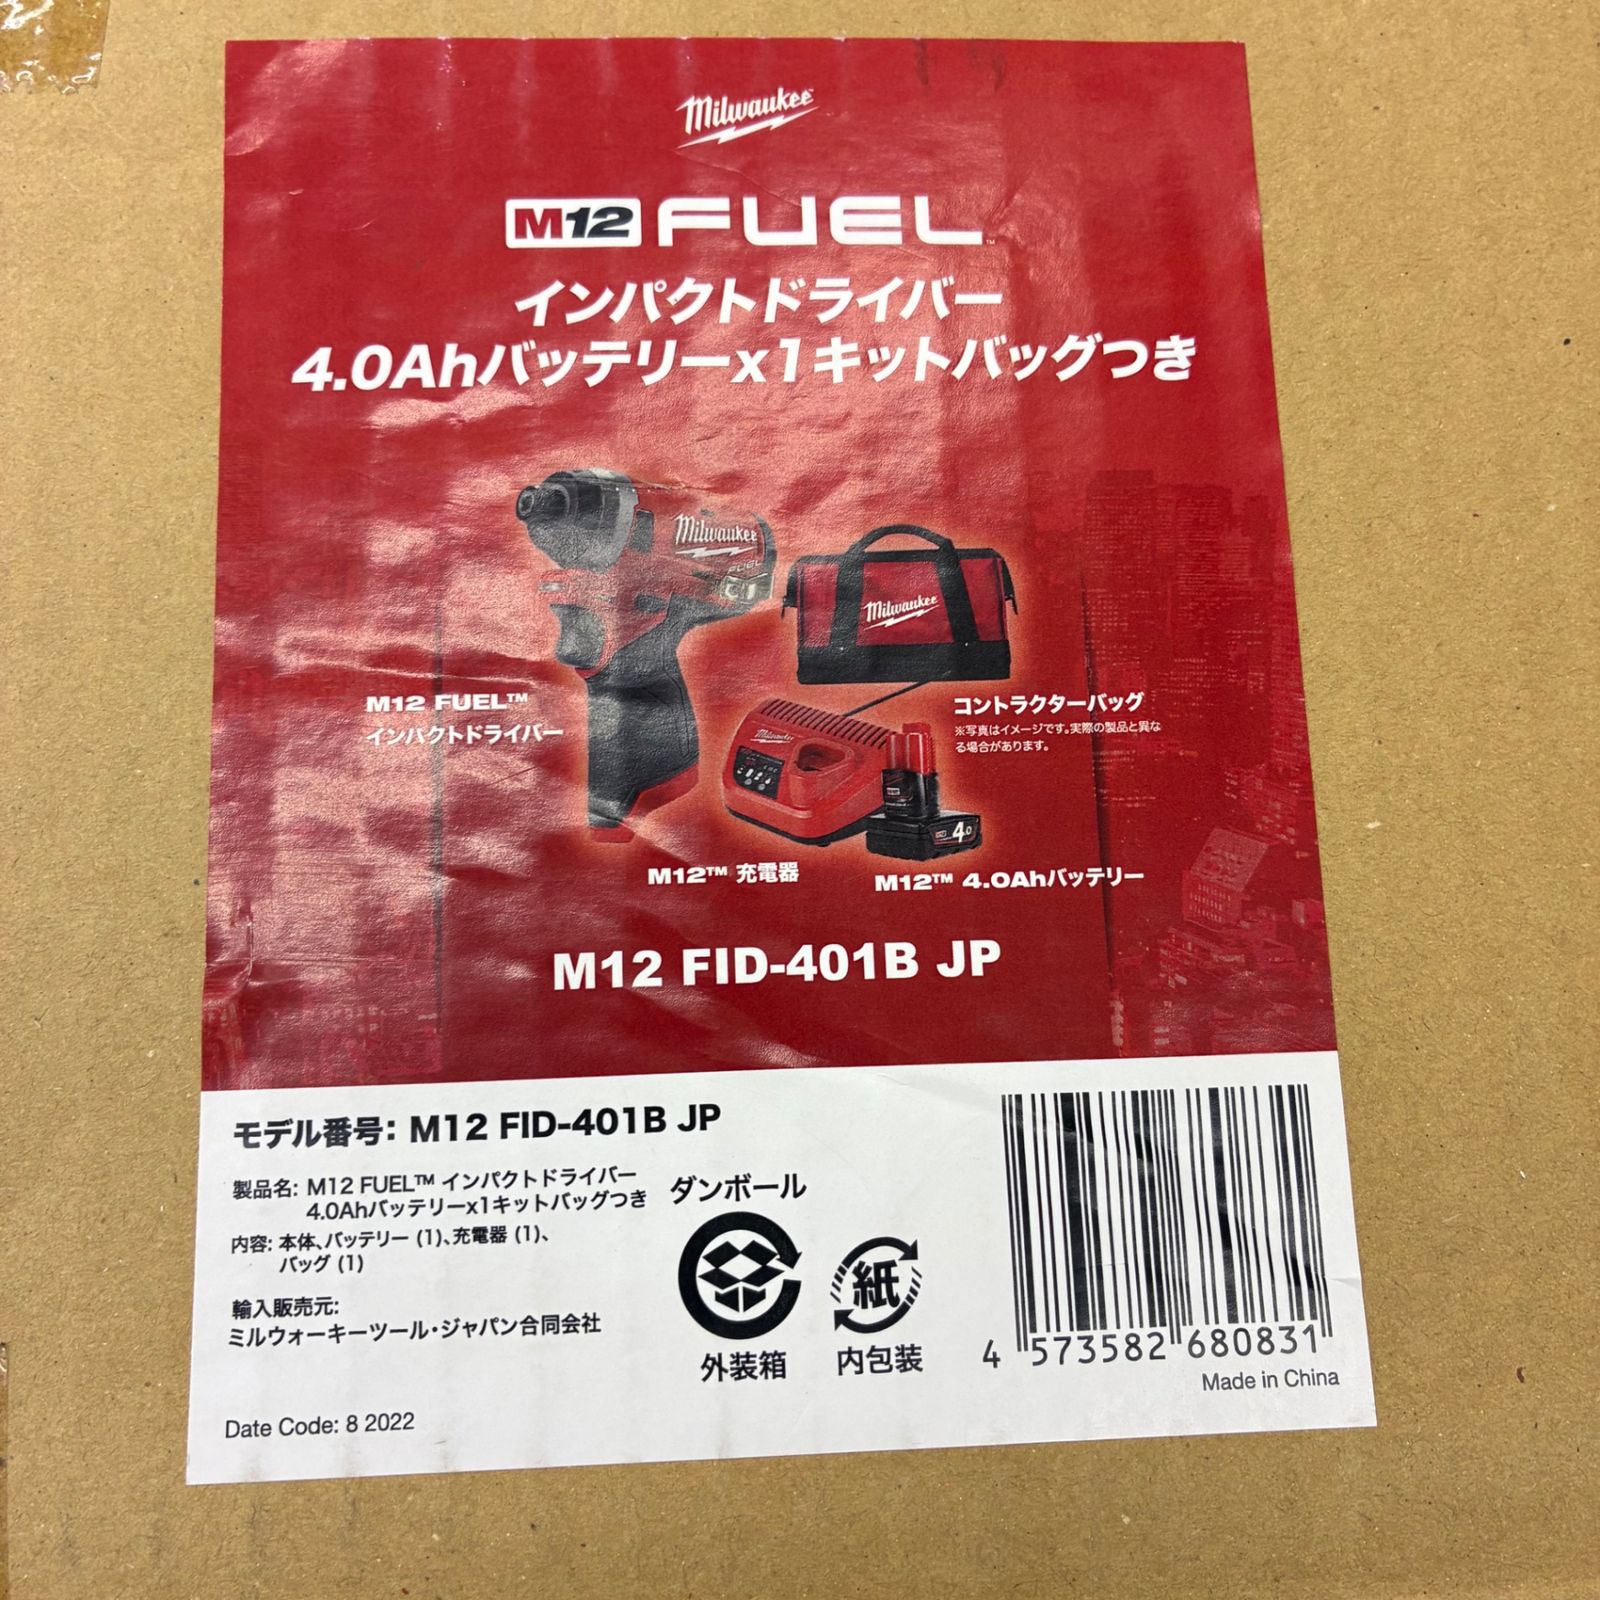 Milwaukee
M12 FUEL™
インパクトドライバー
4.0Ahバッテリーx1キットバッグつき
Milwaukee
FUEL
Milwaukee
M12 FUEL™
インパクトドライバー
コントラクターバッグ
※写真はイメージです。実際の製品と異な
る場合があります。
Milwaukee
4.0
M12™ 充電器
M12™ 4.0Ahバッテリー
M12 FID-401B JP
モデル番号: M12 FID-401B JP
製品名: M12 FUEL™ インパクトドライバー
4.0Ahバッテリーx1キットバッグつき
内容: 本体、バッテリー (1)、充電器 (1)、
バッグ (1)
輸入販売元:
ミルウォーキーツール・ジャパン合同会社
Date Code: 8 2022
ダンボール
外装箱
紙
内包装
4 573582 680831
Made in China